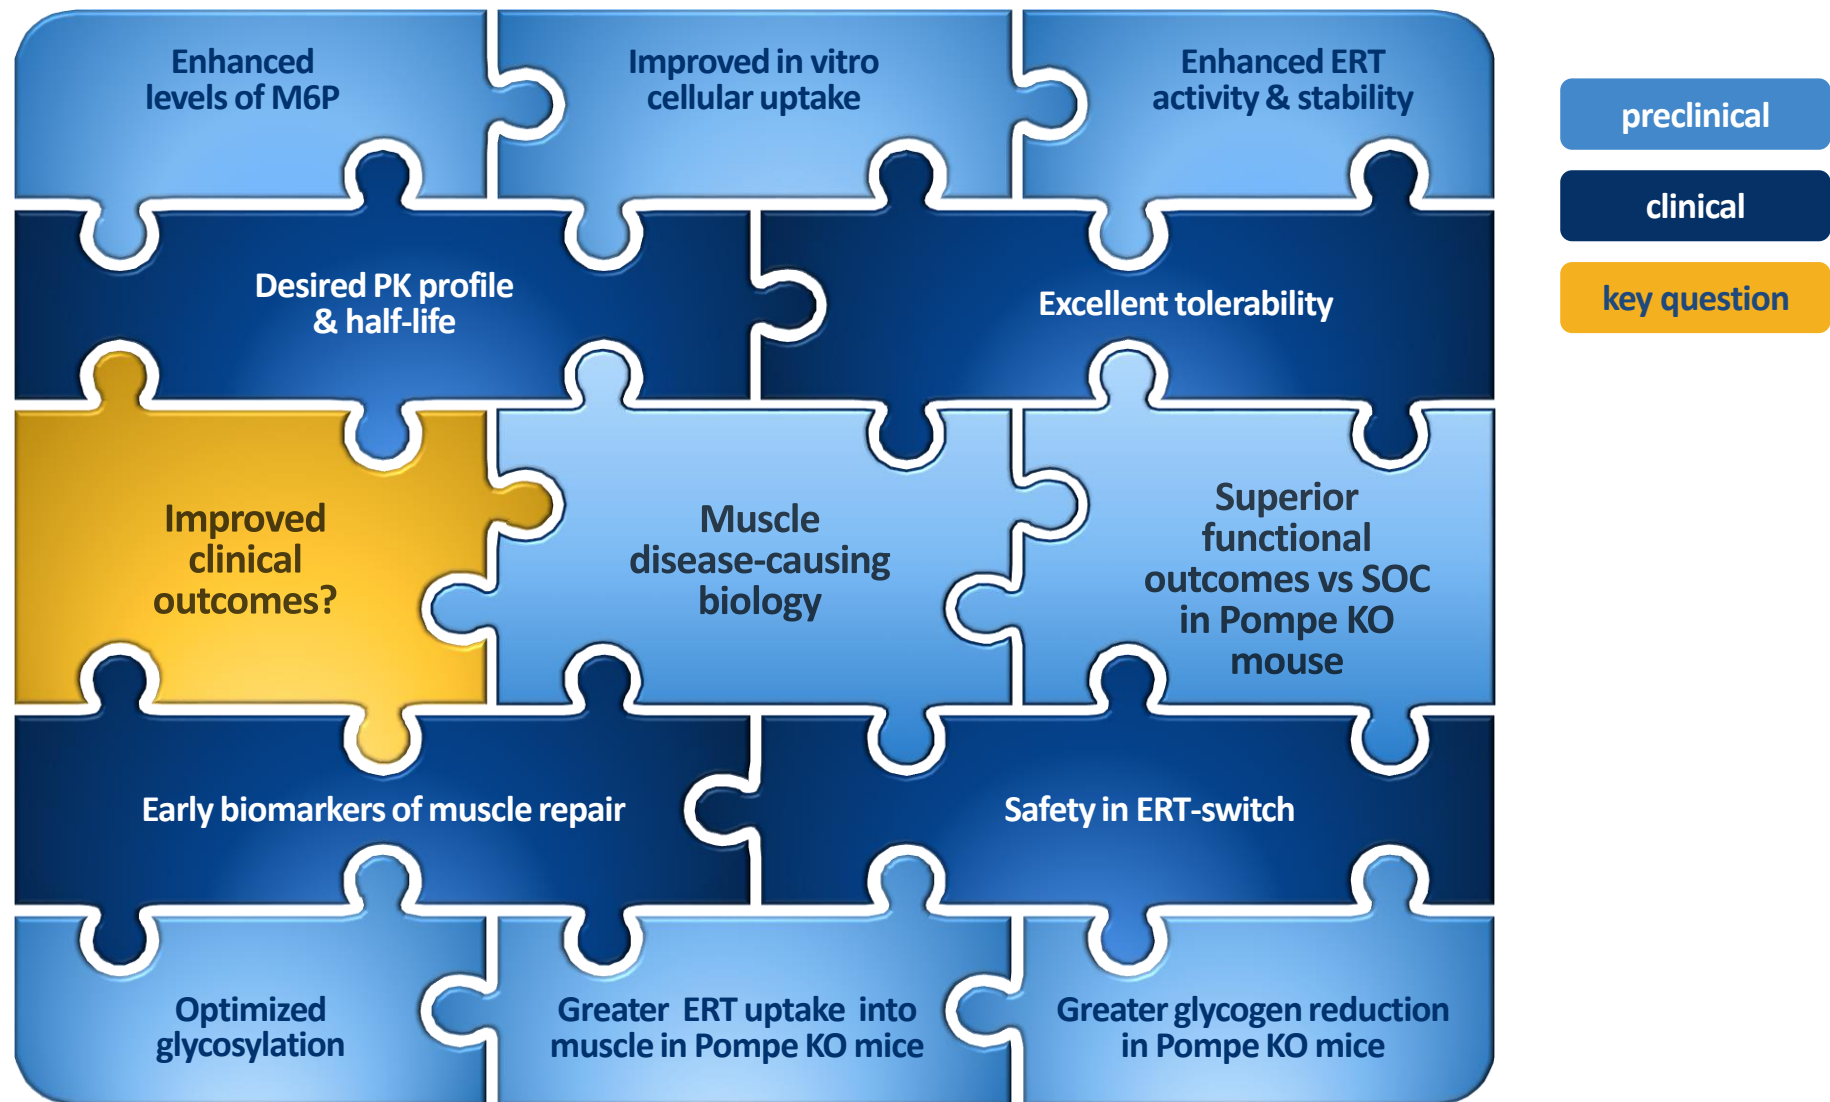 Enhanced
levels of M6P
Improved in vitro
cellular uptake
Enhanced ERT
activity & stability
Desired PK profile
& half-life
Excellent tolerability
Improved
clinical
outcomes?
Muscle
disease-causing
biology
Superior
functional
outcomes vs SOC
in Pompe KO
mouse
Early biomarkers of muscle repair
Safety in ERT-switch
Optimized
glycosylation
Greater ERT uptake into
muscle in Pompe KO mice
Greater glycogen reduction
in Pompe KO mice
preclinical
clinical
key question